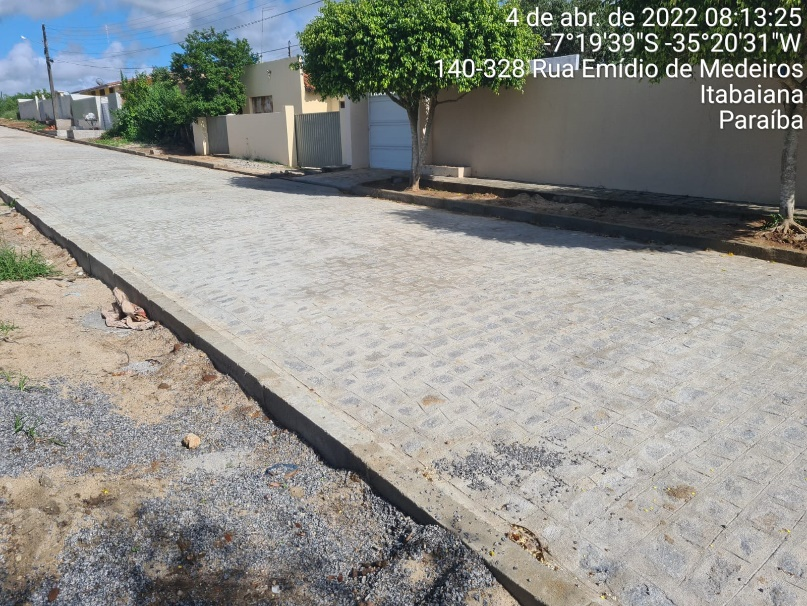 4 de abr. de 2022 08:13:25
-7°19'39"S -35°20'31"W
140-328 Rua Emidio de Medeiros
Itabaiana
Paraíba